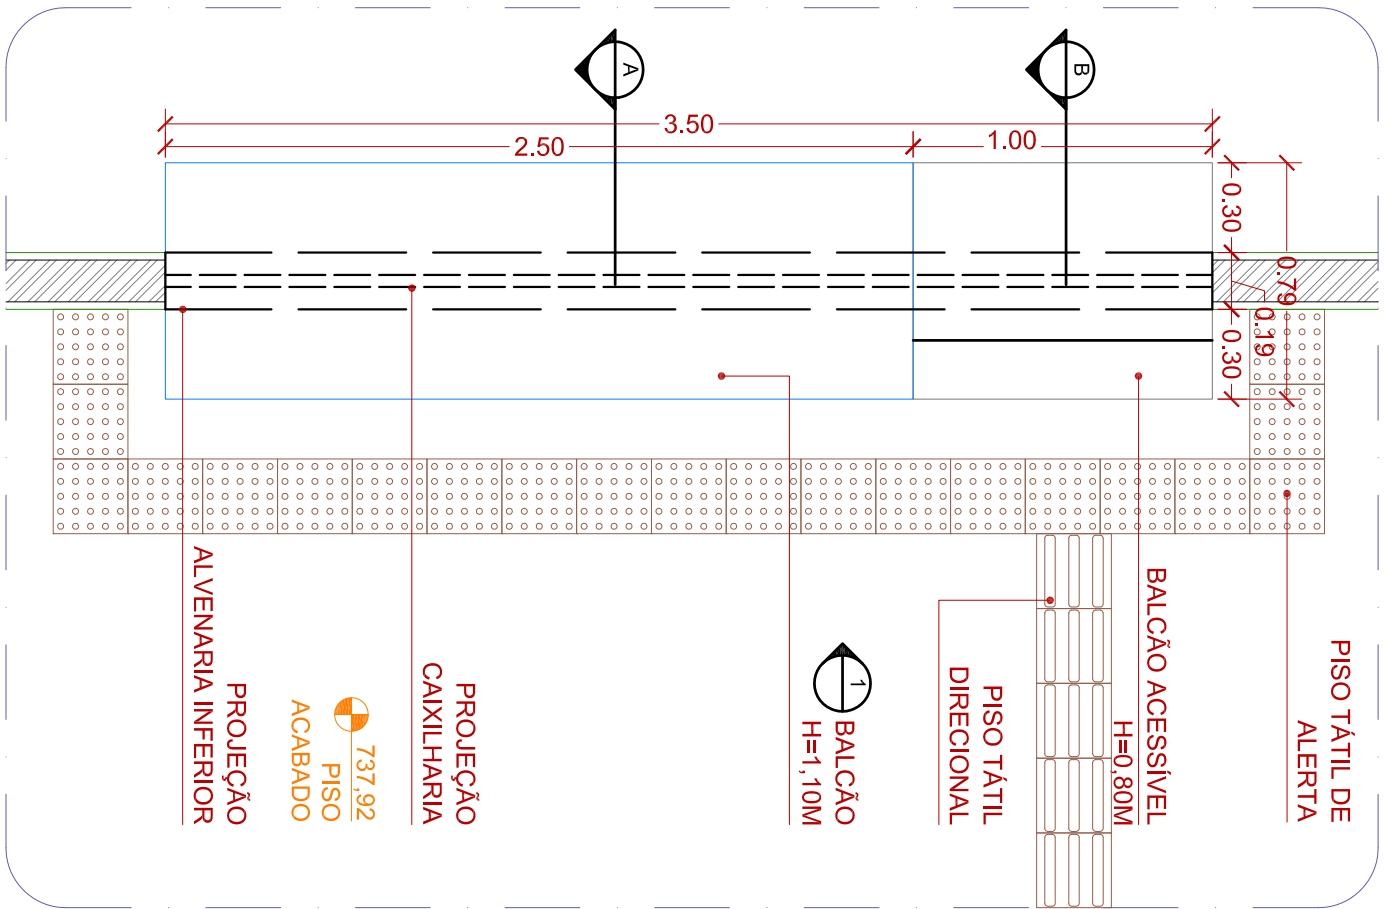 A
B
3.50
2.50
1.00
0.30
0.79
0.19
0.30
PISO TÁTIL DE
ALERTA
BALCÃO ACESSÍVEL
H=0,80M
PISO TÁTIL
DIRECIONAL
1
BALCÃO
H=1,10M
PROJEÇÃO
CAIXILHARIA
737,92
PISO
ACABADO
PROJEÇÃO
ALVENARIA INFERIOR